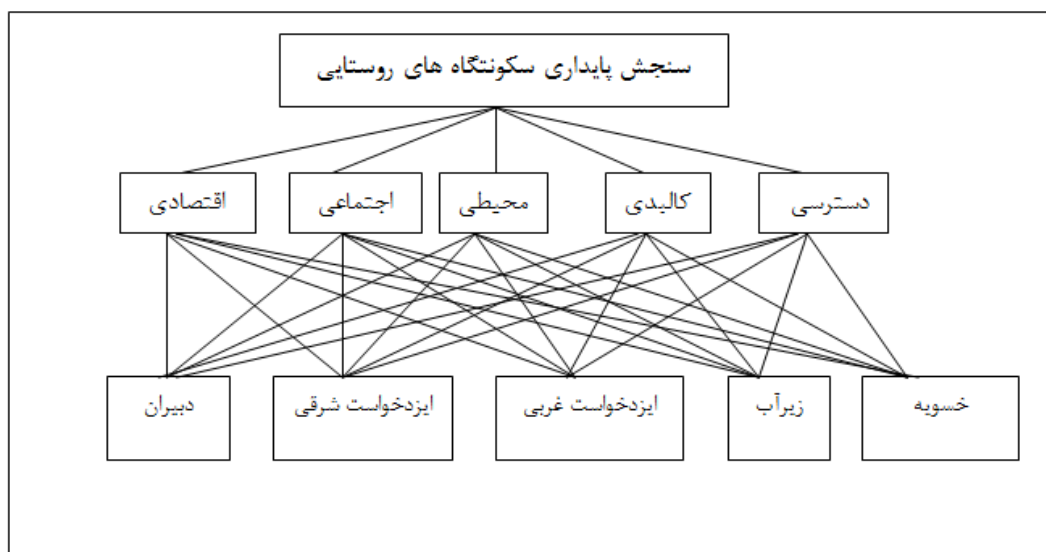 سنجش پایداری سکونتگاه های روستایی
دسترسی
کالبدی
محیطی
اجتماعی
اقتصادی
خسویه
زیرآب
ایزدخواست غربی
ایزدخواست شرقی
دبیران